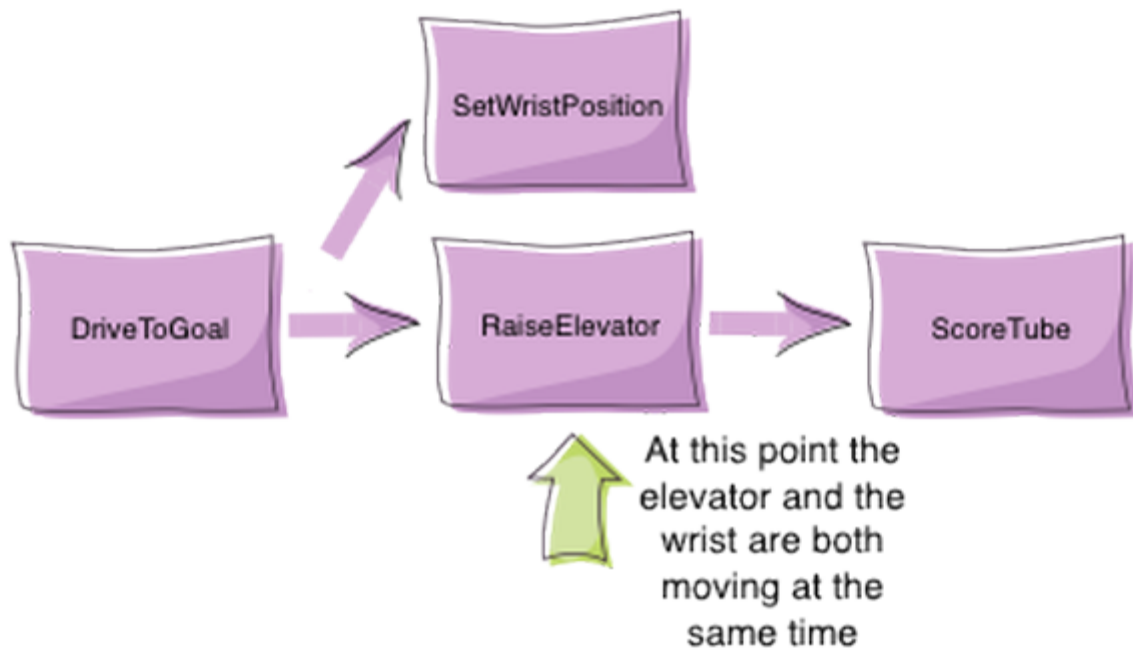 SetWristPosition
DriveToGoal
RaiseElevator
ScoreTube
At this point the
elevator and the
wrist are both
moving at the
same time